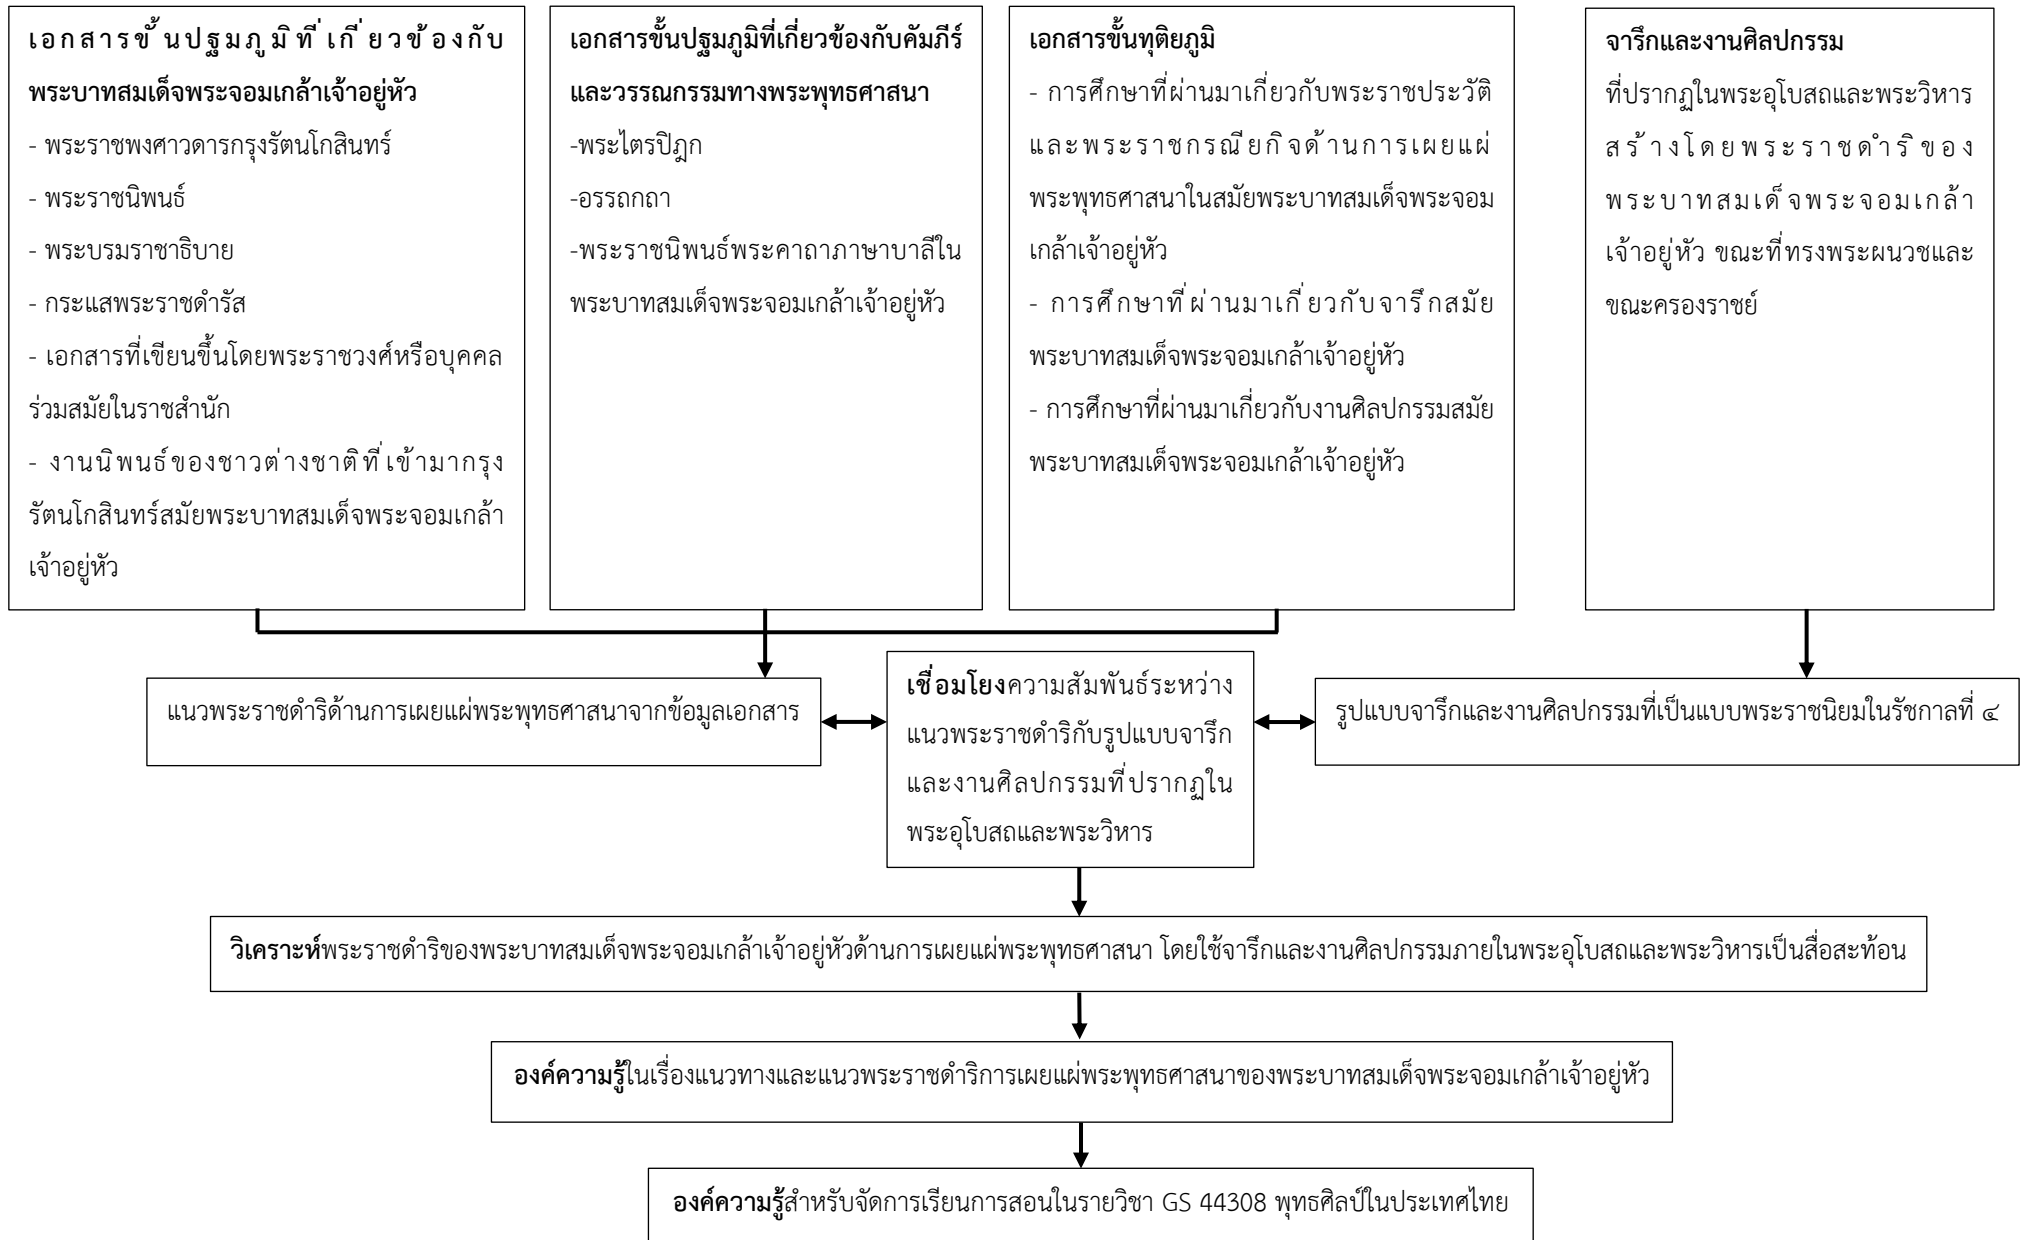 เอกสารขั้นปฐมภูมิที่เกี่ยวข้องกับ
พระบาทสมเด็จพระจอมเกล้าเจ้าอยู่หัว
- พระราชพงศาวดารกรุงรัตนโกสินทร์
- พระราชนิพนธ์
- พระบรมราชาธิบาย
- กระแสพระราชดำรัส
- เอกสารที่เขียนขึ้นโดยพระราชวงศ์หรือบุคคล
ร่วมสมัยในราชสำนัก
- งานนิพนธ์ของชาวต่างชาติที่เข้ามากรุง
รัตนโกสินทร์สมัยพระบาทสมเด็จพระจอมเกล้า
เจ้าอยู่หัว
เอกสารขั้นปฐมภูมิที่เกี่ยวข้องกับคัมภีร์
และวรรณกรรมทางพระพุทธศาสนา
-พระไตรปิฎก
-อรรถกถา
-พระราชนิพนธ์พระคาถาภาษาบาลีใน
พระบาทสมเด็จพระจอมเกล้าเจ้าอยู่หัว
เอกสารขั้นทุติยภูมิ
- การศึกษาที่ผ่านมาเกี่ยวกับพระราชประวัติ
และพระราชกรณียกิจด้านการเผยแผ่
พระพุทธศาสนาในสมัยพระบาทสมเด็จพระจอม
เกล้าเจ้าอยู่หัว
- การศึกษาที่ผ่านมาเกี่ยวกับจารึกสมัย
พระบาทสมเด็จพระจอมเกล้าเจ้าอยู่หัว
- การศึกษาที่ผ่านมาเกี่ยวกับงานศิลปกรรมสมัย
พระบาทสมเด็จพระจอมเกล้าเจ้าอยู่หัว
จารึกและงานศิลปกรรม
ที่ปรากฏในพระอุโบสถและพระวิหาร
สร้างโดยพระราชดำริของ
พระบาทสมเด็จพระจอมเกล้า
เจ้าอยู่หัว ขณะที่ทรงพระผนวชและ
ขณะครองราชย์
แนวพระราชดำริด้านการเผยแผ่พระพุทธศาสนาจากข้อมูลเอกสาร
เชื่อมโยงความสัมพันธ์ระหว่าง
แนวพระราชดำริกับรูปแบบจารึก
และงานศิลปกรรมที่ปรากฏใน
พระอุโบสถและพระวิหาร
รูปแบบจารึกและงานศิลปกรรมที่เป็นแบบพระราชนิยมในรัชกาลที่ ๔
วิเคราะห์พระราชดำริของพระบาทสมเด็จพระจอมเกล้าเจ้าอยู่หัวด้านการเผยแผ่พระพุทธศาสนา โดยใช้จารึกและงานศิลปกรรมภายในพระอุโบสถและพระวิหารเป็นสื่อสะท้อน
องค์ความรู้ในเรื่องแนวทางและแนวพระราชดำริการเผยแผ่พระพุทธศาสนาของพระบาทสมเด็จพระจอมเกล้าเจ้าอยู่หัว
องค์ความรู้สำหรับจัดการเรียนการสอนในรายวิชา GS 44308 พุทธศิลป์ในประเทศไทย